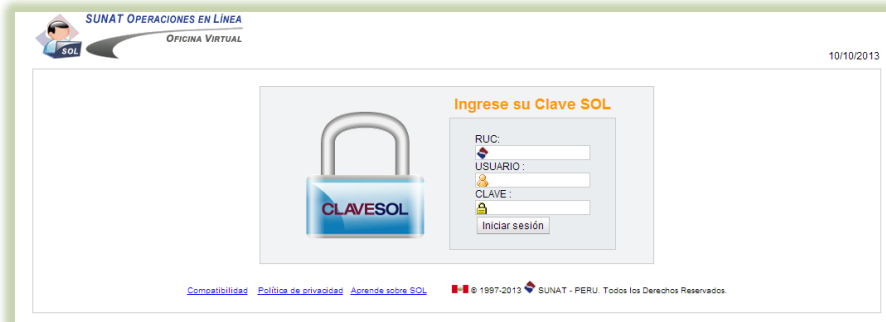 SUNAT OPERACIONES EN LÍNEA
OFICINA VIRTUAL
SOL
10/10/2013
Ingrese su Clave SOL
RUC:
USUARIO :
CLAVE :
CLAVESOL
Iniciar sesión
Compatibilidad Política de privacidad Aprende sobre SOL © 1997-2013 SUNAT - PERU. Todos los Derechos Reservados.